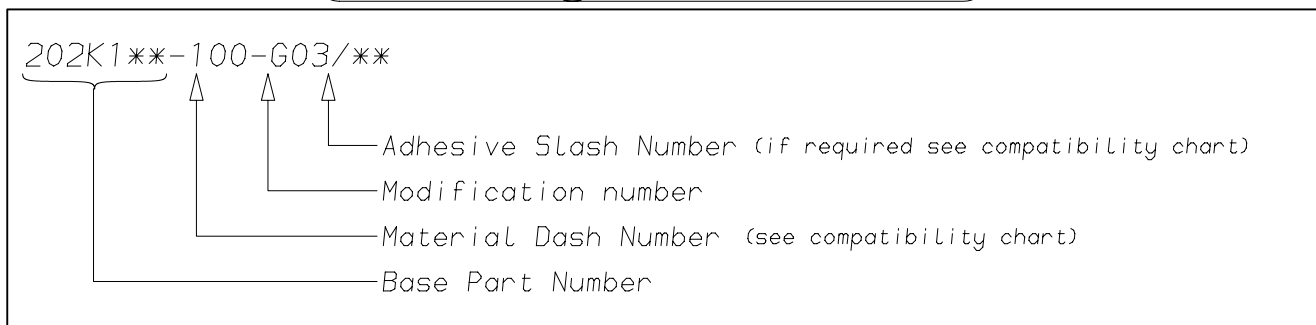 202K1**-100-G03/**
Adhesive Slash Number (if required see compatibility chart)
Modification number
Material Dash Number (see compatibility chart)
Base Part Number